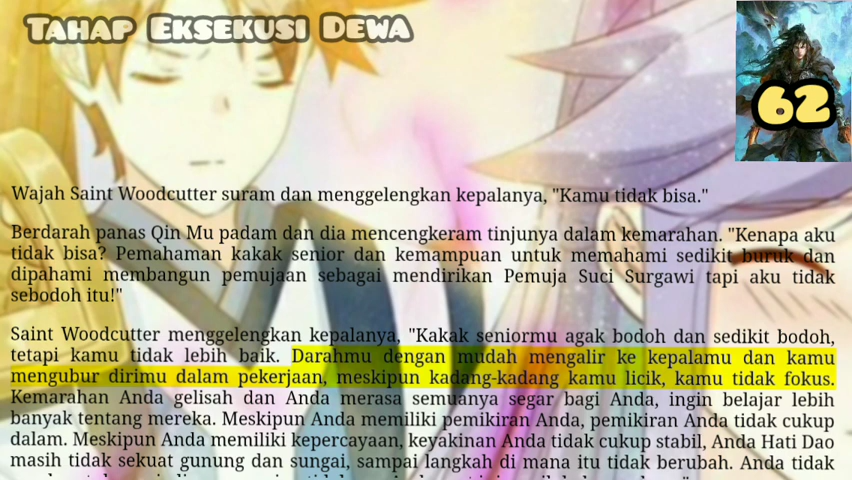 Tahap Eksekusi Dewa
62
Wajah Saint Woodcutter suram dan menggelengkan kepalanya, "Kamu tidak bisa."
Berdarah panas Qin Mu padam dan dia mencengkeram tinjunya dalam kemarahan. "Kenapa aku
tidak bisa? Pemahaman kakak senior dan kemampuan untuk memahami sedikit buruk dan
dipahami membangun pemujaan sebagai mendirikan Pemuja Suci Surgawi tapi aku tidak
sebodoh itu!"
Saint Woodcutter menggelengkan kepalanya, "Kakak seniormu agak bodoh dan sedikit bodoh,
tetapi kamu tidak lebih baik. Darahmu dengan mudah mengalir ke kepalamu dan kamu
mengubur dirimu dalam pekerjaan, meskipun kadang-kadang kamu licik, kamu tidak fokus.
Kemarahan Anda gelisah dan Anda merasa semuanya segar bagi Anda, ingin belajar lebih
banyak tentang mereka. Meskipun Anda memiliki pemikiran Anda, pemikiran Anda tidak cukup
dalam. Meskipun Anda memiliki kepercayaan, keyakinan Anda tidak cukup stabil, Anda Hati Dao
masih tidak sekuat gunung dan sungai, sampai langkah di mana itu tidak berubah. Anda tidak